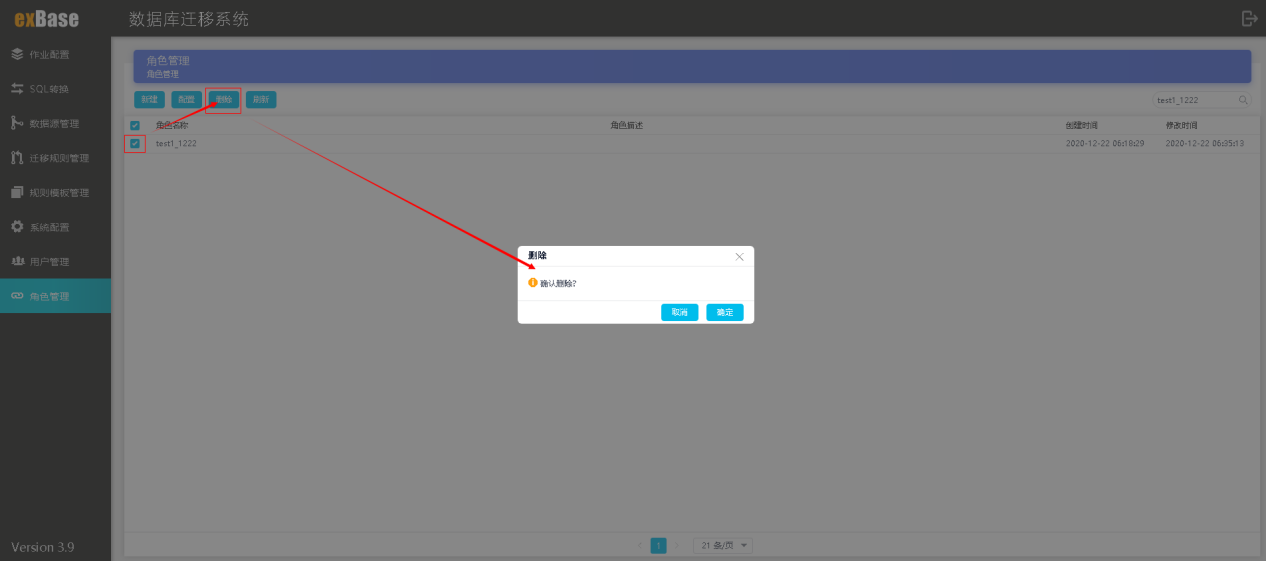 exBase
数据库迁移系统
作业配置
SQL转换
数据源管理
迁移规则管理
规则模板管理
系统配置
用户管理
角色管理
Version 3.9
角色管理
角色管理
新建 配置 删除 刷新
test1_1222
角色名称 角色描述 创建时间 修改时间
test1_1222 2020-12-22 06:18:29 2020-12-22 06:35:13
删除
确认删除?
取消 确定
1 21 条/页